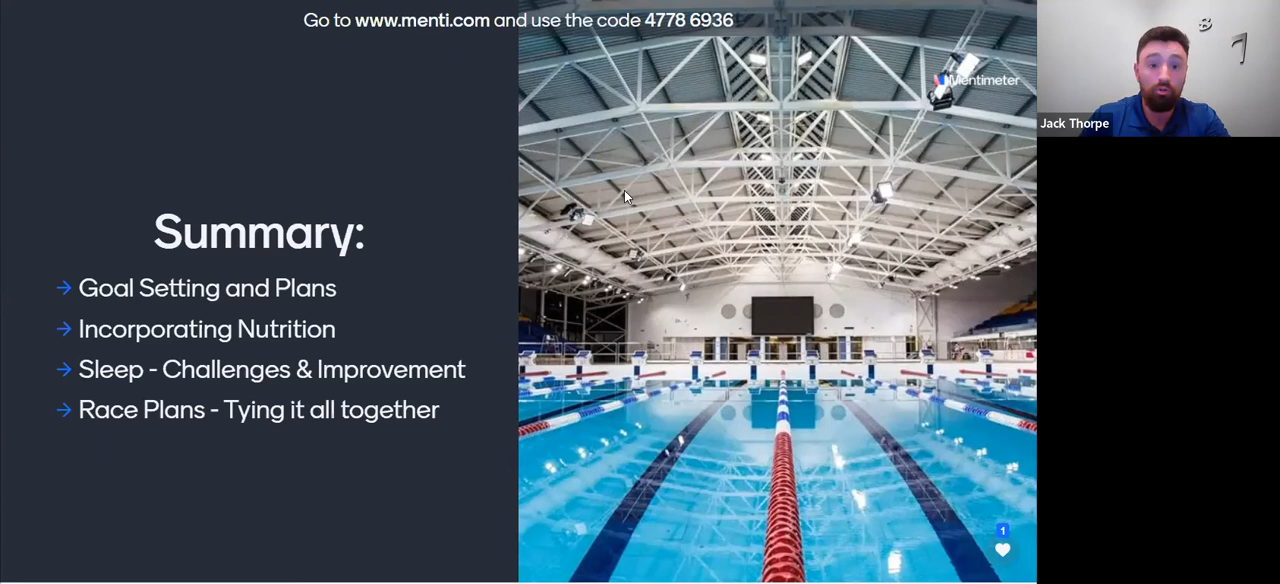 Go to www.menti.com and use the code 4778 6936
Mentimeter
Jack Thorpe
Summary:
→ Goal Setting and Plans
→ Incorporating Nutrition
→ Sleep - Challenges & Improvement
→ Race Plans - Tying it all together
1